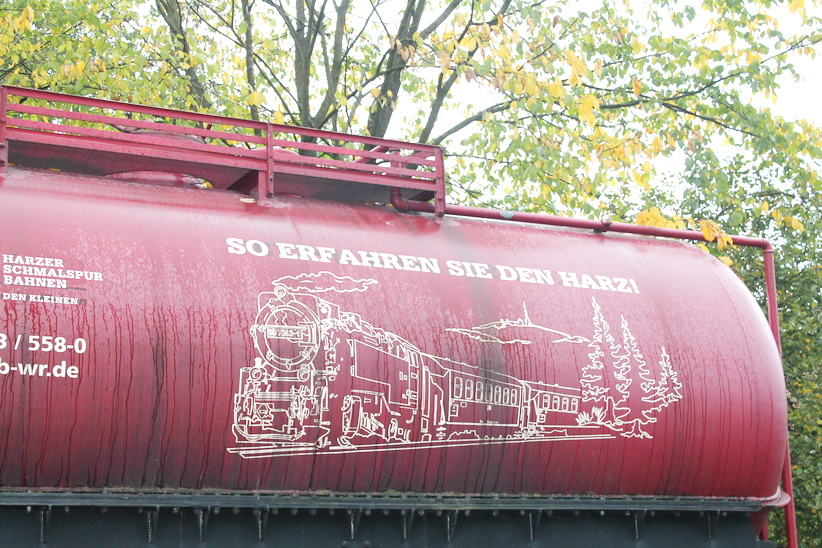 HARZER
SCHMALSPUR
BAHNEN
DEN KLEINEN
3 / 558-0
b-wr.de
SO ERFAHREN SIE DEN HARZ!